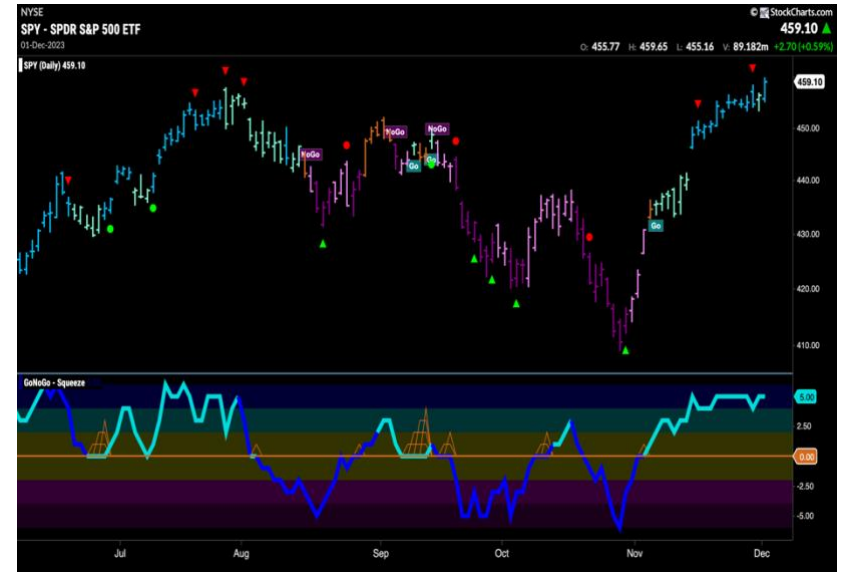 NYSE
© StockCharts.com
SPY - SPDR S&P 500 ETF
459.10
01-Dec-2023
O: 455.77 H: 459.65 L: 455.16 V: 89.182m +2.70 (+0.59%)
SPY (Daily) 459.10
459.10
450.00
440.00
430.00
420.00
410.00
NoGo
NoGo
NoGo
Go
Go
Go
GoNoGo - Squeeze
5.00
2.50
0.00
-2.50
-5.00
Jul Aug Sep Oct Nov Dec